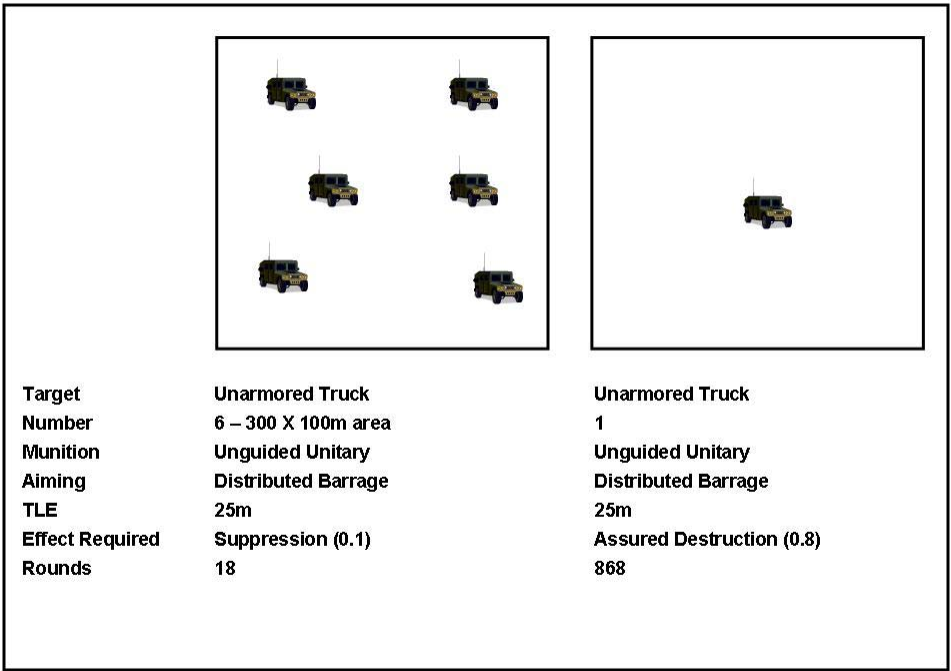 Target Unarmored Truck Unarmored Truck
Number 6 – 300 X 100m area 1
Munition Unguided Unitary Unguided Unitary
Aiming Distributed Barrage Distributed Barrage
TLE 25m 25m
Effect Required Suppression (0.1) Assured Destruction (0.8)
Rounds 18 868